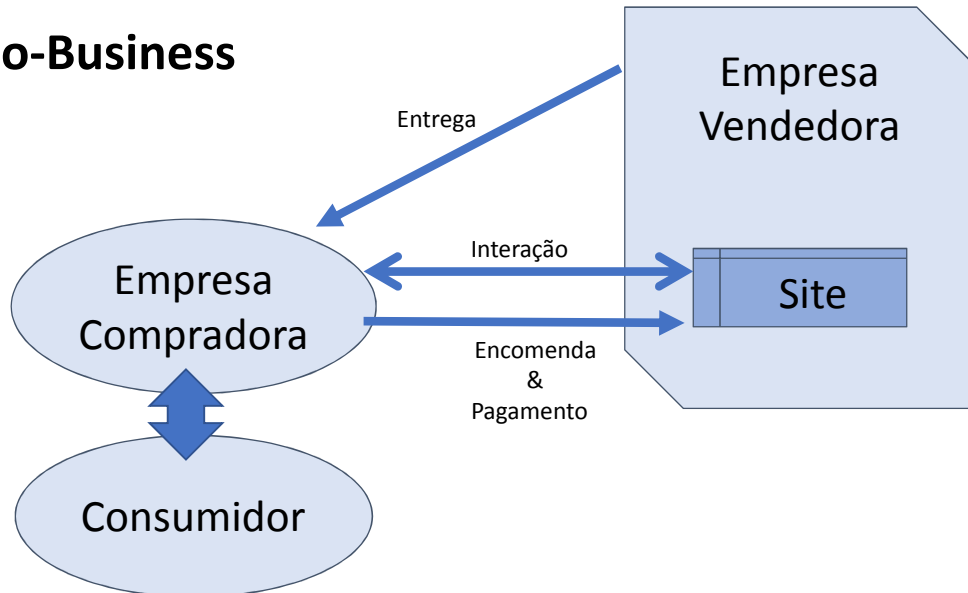 o-Business
Empresa
Vendedora
Entrega
Interação
Site
Empresa
Compradora
Encomenda
&
Pagamento
Consumidor